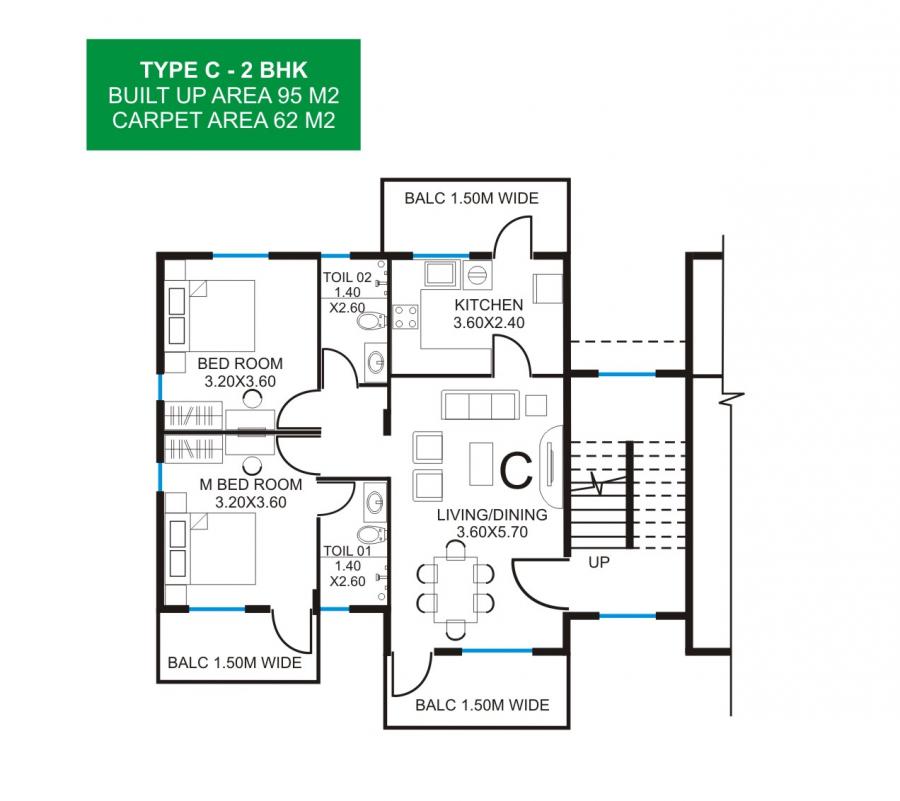 TYPE C - 2 BHK
BUILT UP AREA 95 M2
CARPET AREA 62 M2
BALC 1.50M WIDE
TOIL 02
1.40
X2.60
KITCHEN
3.60X2.40
BED ROOM
3.20X3.60
C
M BED ROOM
3.20X3.60
LIVING/DINING
3.60X5.70
TOIL 01
1.40
X2.60
UP
BALC 1.50M WIDE
BALC 1.50M WIDE